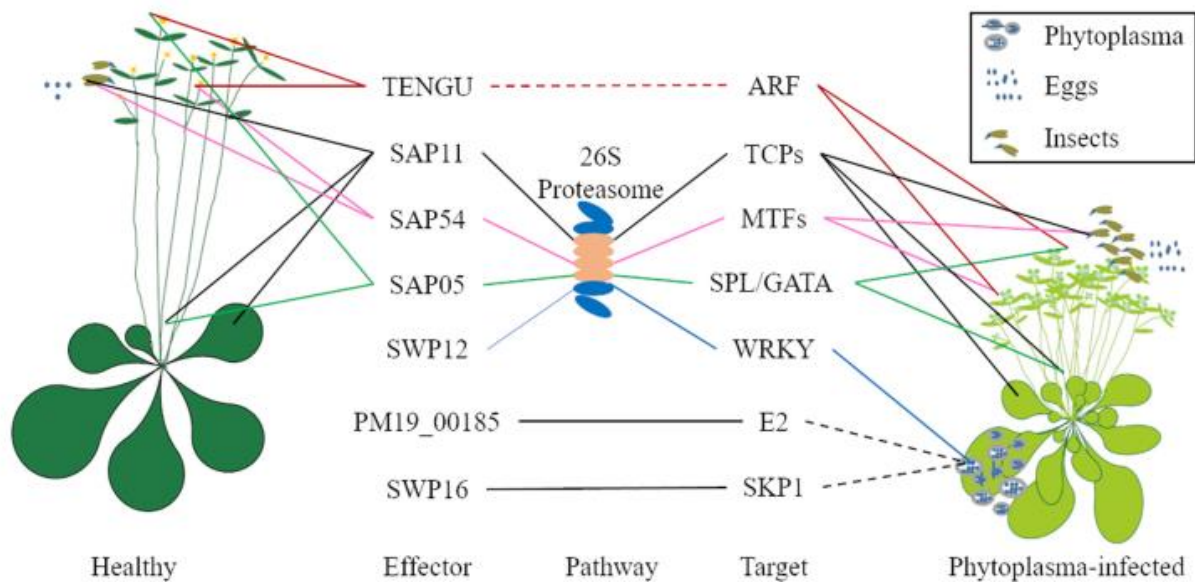 Phytoplasma
Eggs
Insects
TENGU
ARF
SAP11
26S
Proteasome
TCPs
SAP54
MTFs
SAP05
SPL/GATA
SWP12
WRKY
PM19_00185
E2
SWP16
SKP1
Healthy
Effector
Pathway
Target
Phytoplasma-infected